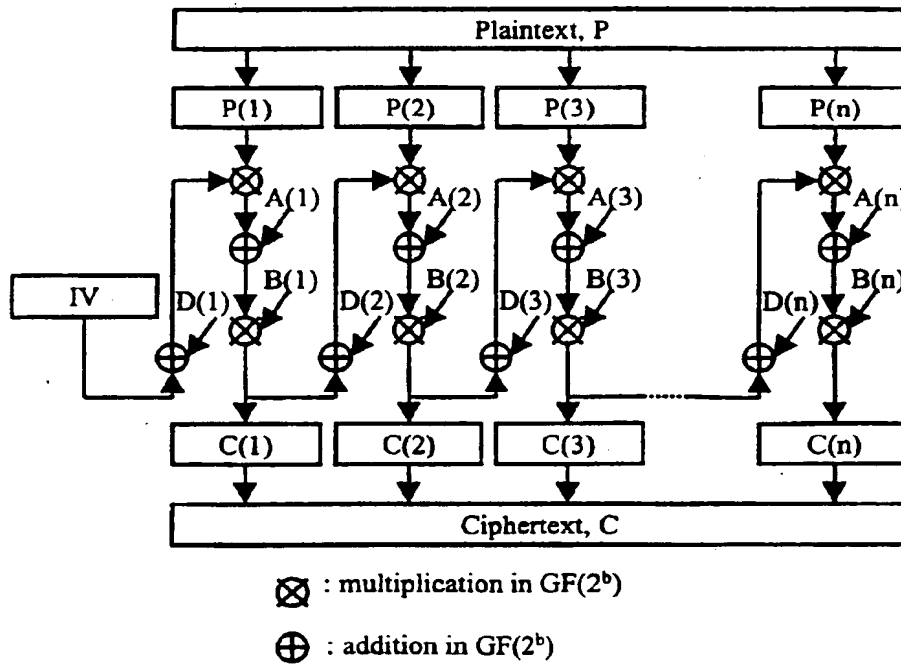 Plaintext, P
P(1) P(2) P(3) P(n)
A(1) A(2) A(3) A(n)
IV D(1) B(1) D(2) B(2) D(3) B(3) D(n) B(n)
C(1) C(2) C(3) C(n)
Ciphertext, C
: multiplication in GF(2ᵇ)
: addition in GF(2ᵇ)